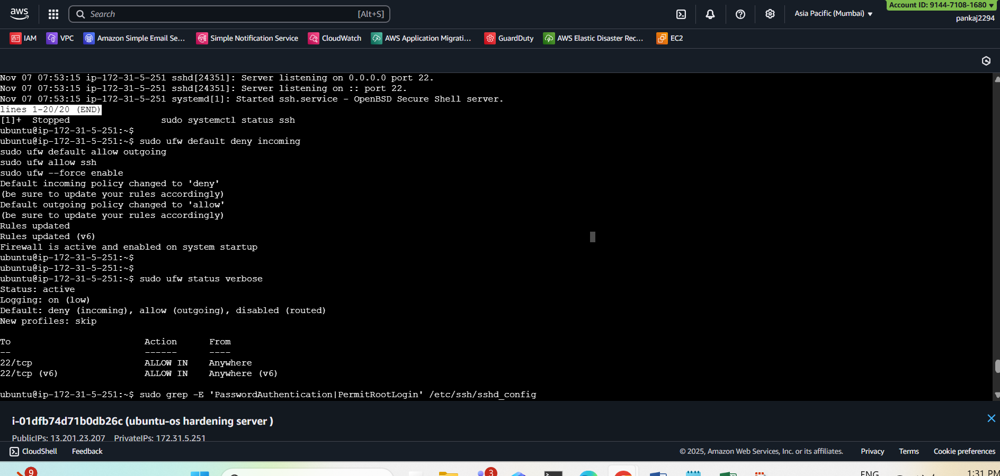 aws
Search [Alt+S]
Asia Pacific (Mumbai)
Account ID: 9144-7108-1680
pankaj2294
IAM VPC Amazon Simple Email Se... Simple Notification Service CloudWatch AWS Application Migrati... GuardDuty AWS Elastic Disaster Rec... EC2
Nov 07 07:53:15 ip-172-31-5-251 sshd[24351]: Server listening on 0.0.0.0 port 22.
Nov 07 07:53:15 ip-172-31-5-251 sshd[24351]: Server listening on :: port 22.
Nov 07 07:53:15 ip-172-31-5-251 systemd[1]: Started ssh.service - OpenBSD Secure Shell server.
lines 1-20/20 (END)
[1]+  Stopped                 sudo systemctl status ssh
ubuntu@ip-172-31-5-251:~$
ubuntu@ip-172-31-5-251:~$ sudo ufw default deny incoming
sudo ufw default allow outgoing
sudo ufw allow ssh
sudo ufw --force enable
Default incoming policy changed to 'deny'
(be sure to update your rules accordingly)
Default outgoing policy changed to 'allow'
(be sure to update your rules accordingly)
Rules updated
Rules updated (v6)
Firewall is active and enabled on system startup
ubuntu@ip-172-31-5-251:~$
ubuntu@ip-172-31-5-251:~$
ubuntu@ip-172-31-5-251:~$ sudo ufw status verbose
Status: active
Logging: on (low)
Default: deny (incoming), allow (outgoing), disabled (routed)
New profiles: skip
To                         Action      From
--                         ------      ----
22/tcp                     ALLOW IN    Anywhere
22/tcp (v6)                ALLOW IN    Anywhere (v6)
ubuntu@ip-172-31-5-251:~$ sudo grep -E 'PasswordAuthentication|PermitRootLogin' /etc/ssh/sshd_config
i-01dfb74d71b0db26c (ubuntu-os hardening server )
PublicIPs: 13.201.23.207 PrivateIPs: 172.31.5.251
CloudShell Feedback © 2025, Amazon Web Services, Inc. or its affiliates. Privacy Terms Cookie preferences
9 3 ENG 1:31 PM